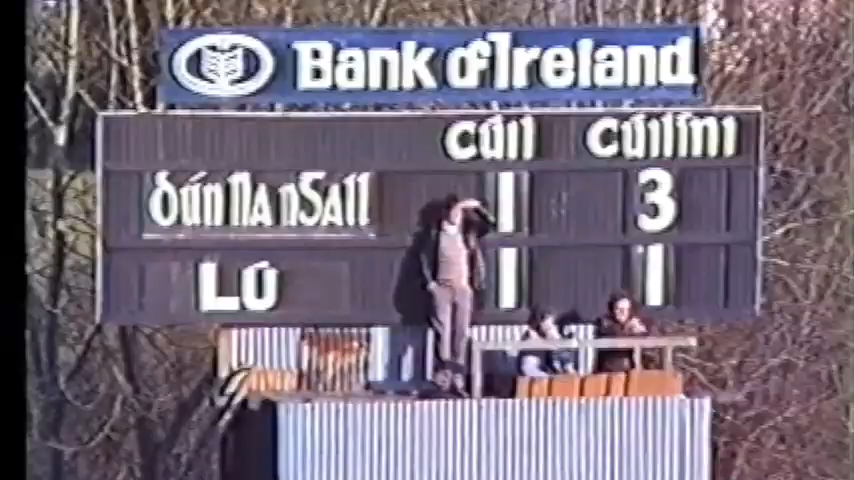 Bank of Ireland
cúil cúilíní
dún na nGall 1 3
LÚ 1 1